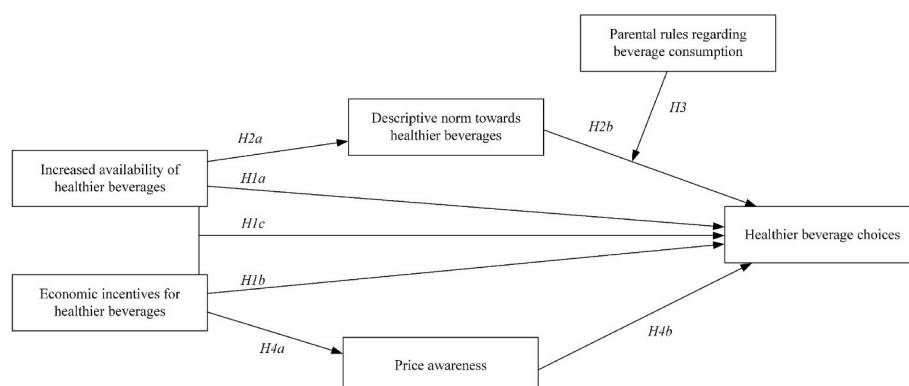 Parental rules regarding
beverage consumption
H3
Descriptive norm towards
healthier beverages
H2b
H2a
Increased availability of
healthier beverages
H1a
H1c
Healthier beverage choices
H1b
Economic incentives for
healthier beverages
H4a
H4b
Price awareness